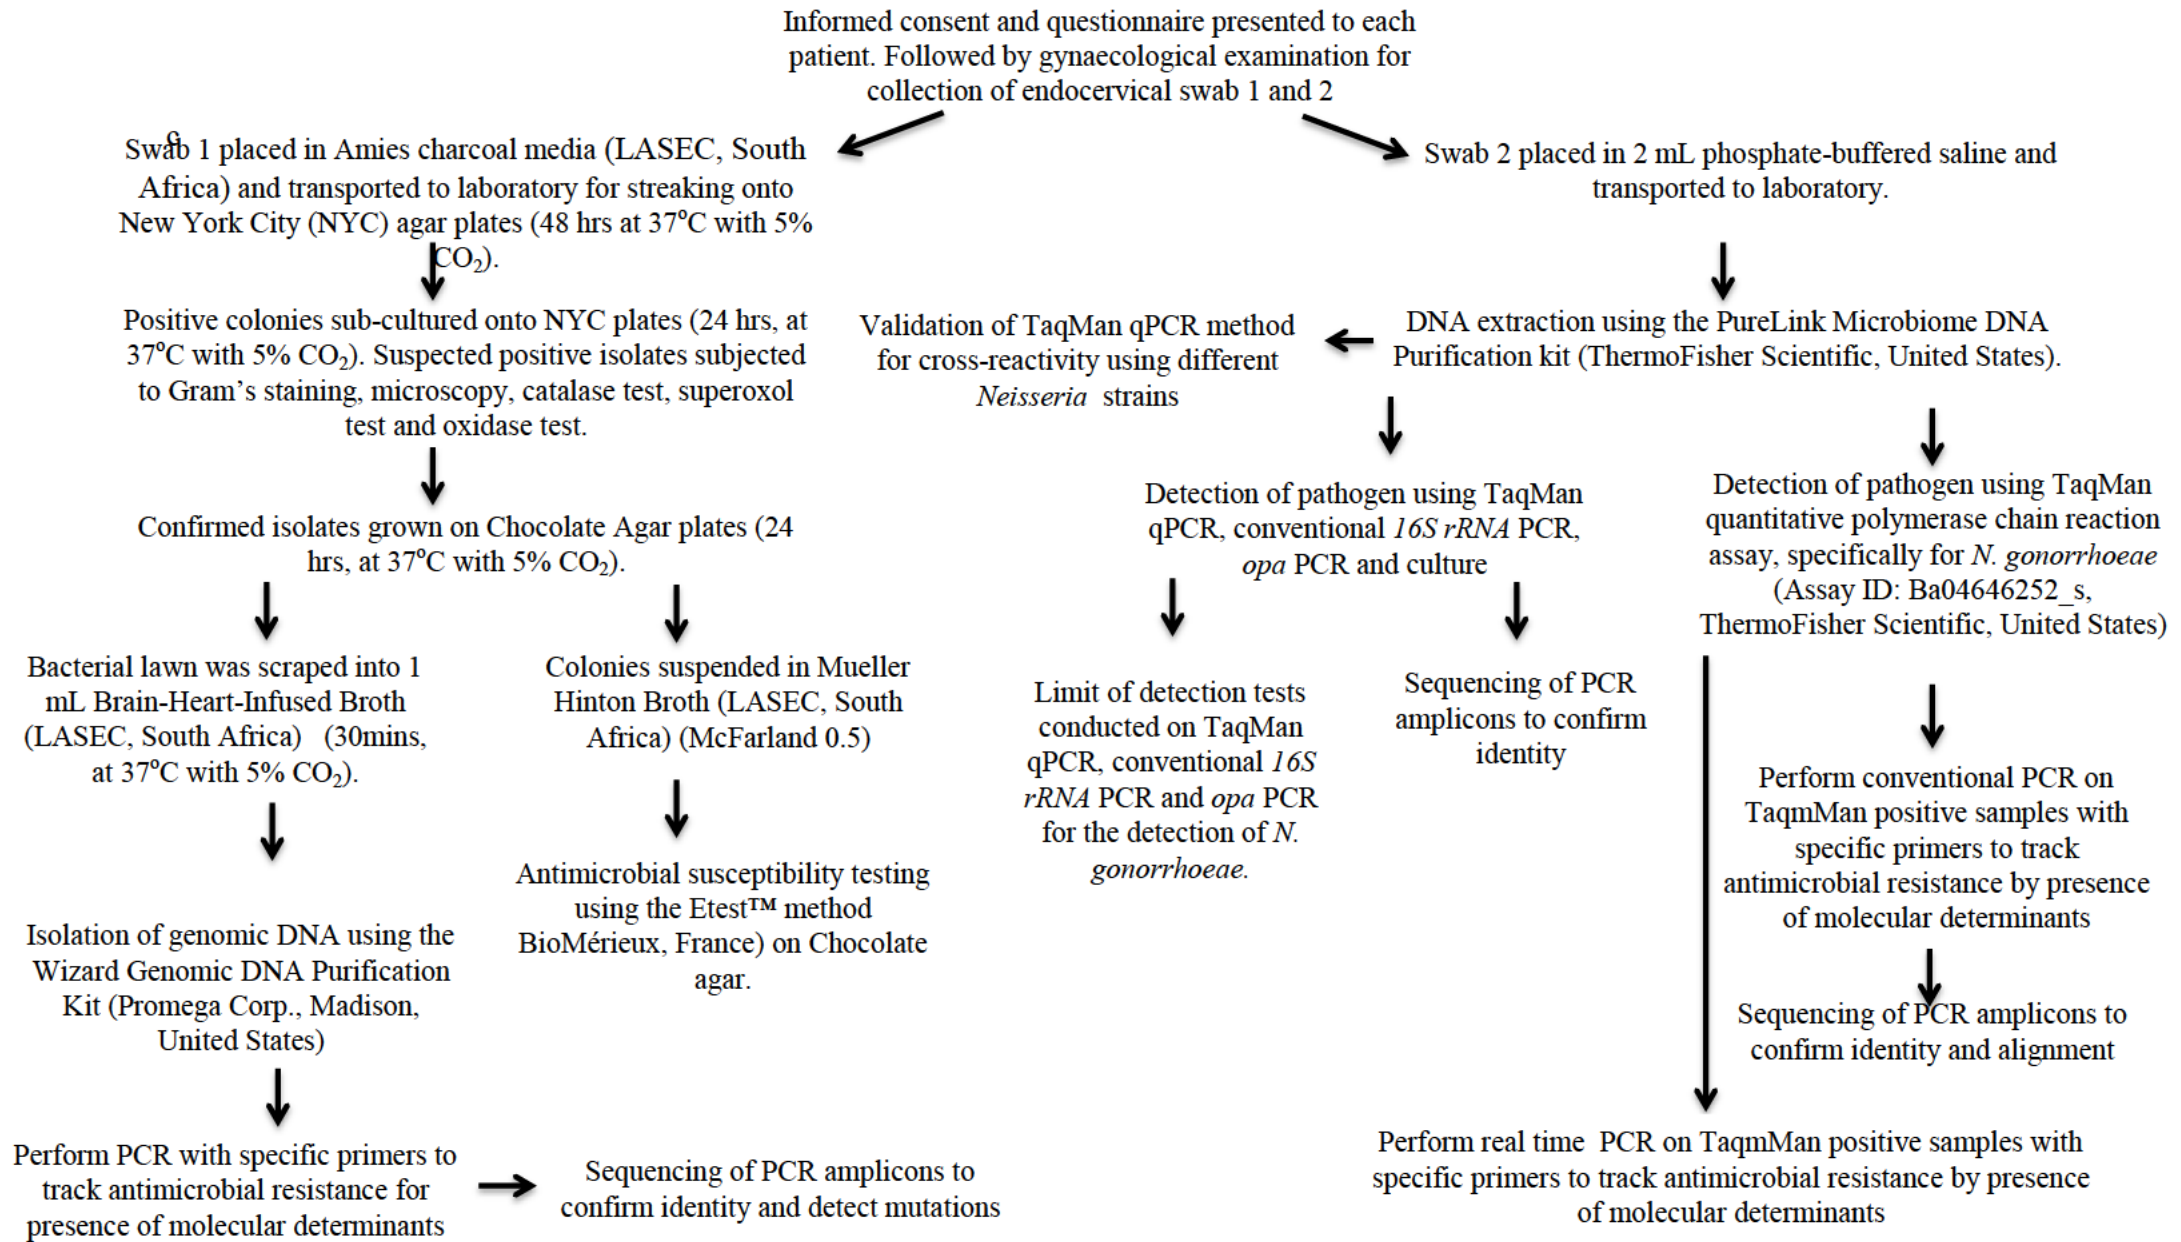 Informed consent and questionnaire presented to each
patient. Followed by gynaecological examination for
collection of endocervical swab 1 and 2
Swab 1 placed in Amies charcoal media (LASEC, South
Africa) and transported to laboratory for streaking onto
New York City (NYC) agar plates (48 hrs at 37°C with 5%
CO₂).
Positive colonies sub-cultured onto NYC plates (24 hrs, at
37°C with 5% CO₂). Suspected positive isolates subjected
to Gram’s staining, microscopy, catalase test, superoxol
test and oxidase test.
Confirmed isolates grown on Chocolate Agar plates (24
hrs, at 37°C with 5% CO₂).
Bacterial lawn was scraped into 1
mL Brain-Heart-Infused Broth
(LASEC, South Africa) (30mins,
at 37°C with 5% CO₂).
Isolation of genomic DNA using the
Wizard Genomic DNA Purification
Kit (Promega Corp., Madison,
United States)
Perform PCR with specific primers to
track antimicrobial resistance for
presence of molecular determinants
Sequencing of PCR amplicons to
confirm identity and detect mutations
Colonies suspended in Mueller
Hinton Broth (LASEC, South
Africa) (McFarland 0.5)
Antimicrobial susceptibility testing
using the Etest™ method
BioMérieux, France) on Chocolate
agar.
Swab 2 placed in 2 mL phosphate-buffered saline and
transported to laboratory.
DNA extraction using the PureLink Microbiome DNA
Purification kit (ThermoFisher Scientific, United States).
Validation of TaqMan qPCR method
for cross-reactivity using different
Neisseria strains
Detection of pathogen using TaqMan
qPCR, conventional 16S rRNA PCR,
opa PCR and culture
Limit of detection tests
conducted on TaqMan
qPCR, conventional 16S
rRNA PCR and opa PCR
for the detection of N.
gonorrhoeae.
Sequencing of PCR
amplicons to confirm
identity
Detection of pathogen using TaqMan
quantitative polymerase chain reaction
assay, specifically for N. gonorrhoeae
(Assay ID: Ba04646252_s,
ThermoFisher Scientific, United States)
Perform conventional PCR on
TaqmMan positive samples with
specific primers to track
antimicrobial resistance by presence
of molecular determinants
Sequencing of PCR amplicons to
confirm identity and alignment
Perform real time PCR on TaqmMan positive samples with
specific primers to track antimicrobial resistance by presence
of molecular determinants